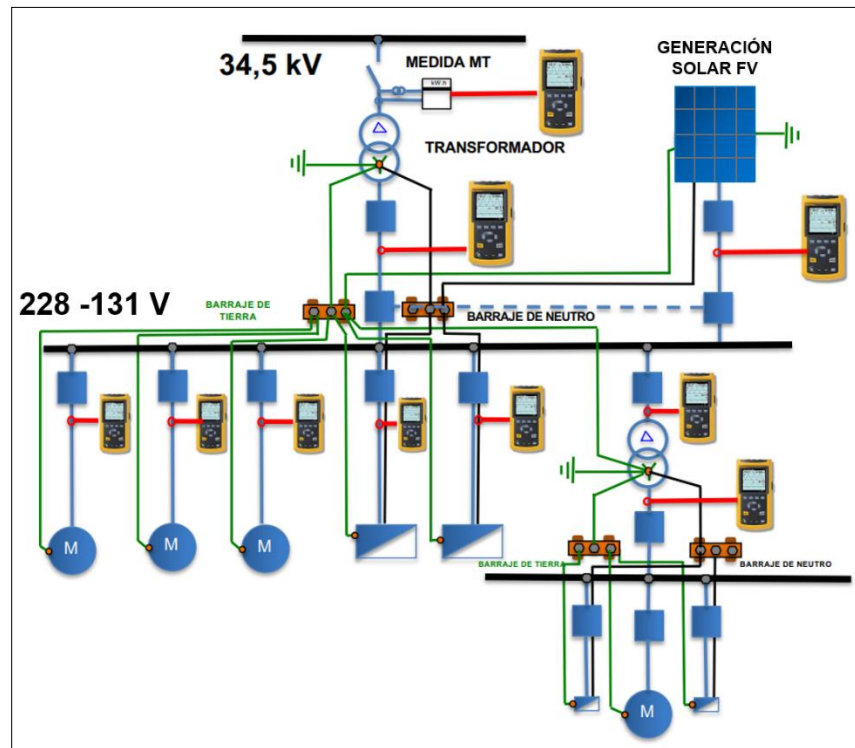 34,5 kV
MEDIDA MT
kW.h
GENERACIÓN
SOLAR FV
TRANSFORMADOR
228 -131 V
BARRAJE DE
TIERRA
BARRAJE DE NEUTRO
M
M
M
BARRAJE DE TIERRA
BARRAJE DE NEUTRO
M